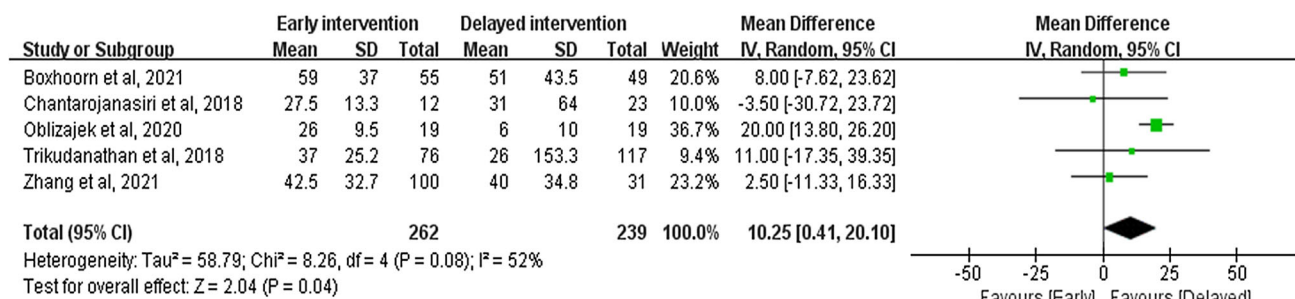 Early intervention Delayed intervention Mean Difference Mean Difference
Study or Subgroup Mean SD Total Mean SD Total Weight IV, Random, 95% CI IV, Random, 95% CI
Boxhoorn et al, 2021 59 37 55 51 43.5 49 20.6% 8.00 [-7.62, 23.62]
Chantarojanasiri et al, 2018 27.5 13.3 12 31 64 23 10.0% -3.50 [-30.72, 23.72]
Oblizajek et al, 2020 26 9.5 19 6 10 19 36.7% 20.00 [13.80, 26.20]
Trikudanathan et al, 2018 37 25.2 76 26 153.3 117 9.4% 11.00 [-17.35, 39.35]
Zhang et al, 2021 42.5 32.7 100 40 34.8 31 23.2% 2.50 [-11.33, 16.33]
Total (95% CI) 262 239 100.0% 10.25 [0.41, 20.10]
Heterogeneity: Tau² = 58.79; Chi² = 8.26, df = 4 (P = 0.08); I² = 52%
Test for overall effect: Z = 2.04 (P = 0.04)
-50 -25 0 25 50
Favours [Early] Favours [Delayed]